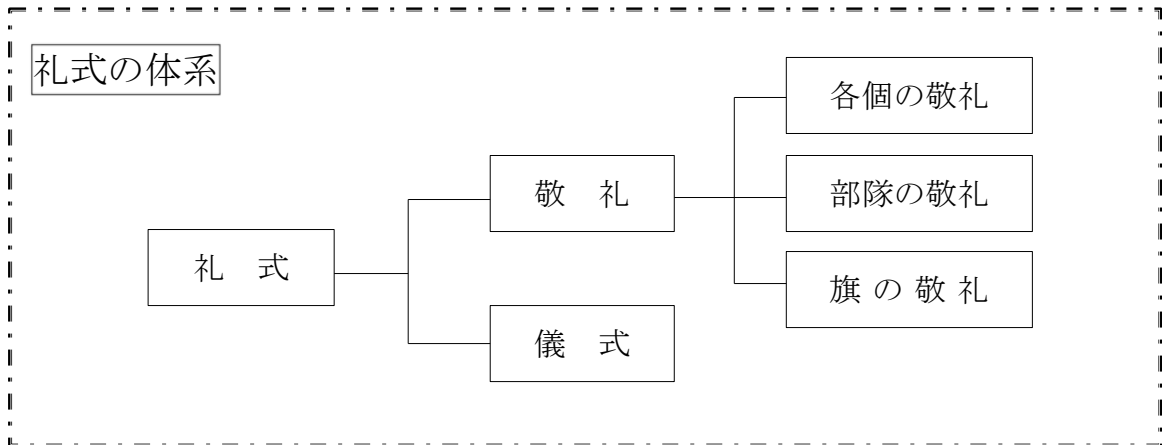 礼式の体系
礼　式
敬　礼
儀　式
各個の敬礼
部隊の敬礼
旗 の 敬 礼